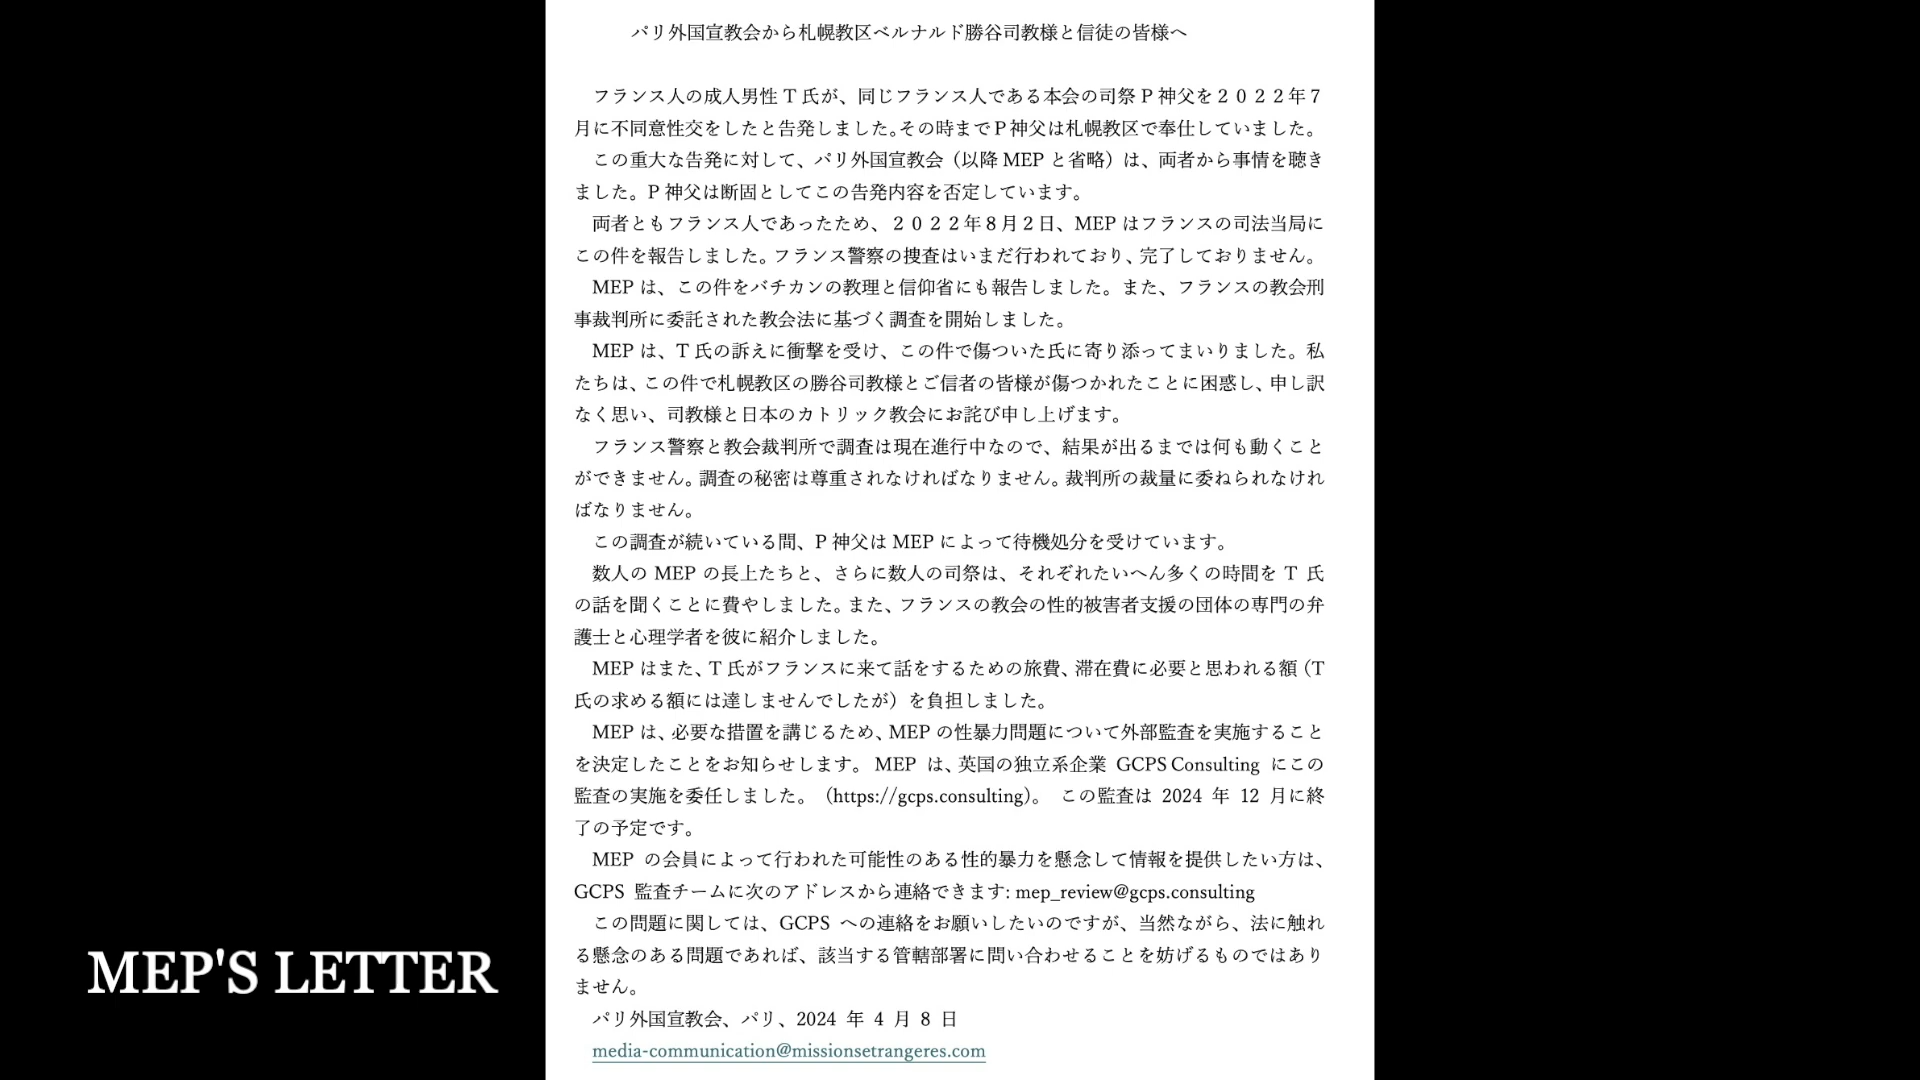 パリ外国宣教会から札幌教区ベルナルド勝谷司教様と信徒の皆様へ
フランス人の成人男性 T 氏が、同じフランス人である本会の司祭 P 神父を２０２２年７
月に不同意性交をしたと告発しました。その時まで P 神父は札幌教区で奉仕していました。
この重大な告発に対して、パリ外国宣教会（以降 MEP と省略）は、両者から事情を聴き
ました。P 神父は断固としてこの告発内容を否定しています。
両者ともフランス人であったため、２０２２年８月２日、MEP はフランスの司法当局に
この件を報告しました。フランス警察の捜査はいまだ行われており、完了しておりません。
MEP は、この件をバチカンの教理と信仰省にも報告しました。また、フランスの教会刑
事裁判所に委託された教会法に基づく調査を開始しました。
MEP は、T 氏の訴えに衝撃を受け、この件で傷ついた氏に寄り添ってまいりました。私
たちは、この件で札幌教区の勝谷司教様とご信者の皆様が傷つかれたことに困惑し、申し訳
なく思い、司教様と日本のカトリック教会にお詫び申し上げます。
フランス警察と教会裁判所で調査は現在進行中なので、結果が出るまでは何も動くこと
ができません。調査の秘密は尊重されなければなりません。裁判所の裁量に委ねられなけれ
ばなりません。
この調査が続いている間、P 神父は MEP によって待機処分を受けています。
数人の MEP の長上たちと、さらに数人の司祭は、それぞれたいへん多くの時間を T 氏
の話を聞くことに費やしました。また、フランスの教会の性的被害者支援の団体の専門の弁
護士と心理学者を彼に紹介しました。
MEP はまた、T 氏がフランスに来て話をするための旅費、滞在費に必要と思われる額（T
氏の求める額には達しませんでしたが）を負担しました。
MEP は、必要な措置を講じるため、MEP の性暴力問題について外部監査を実施すること
を決定したことをお知らせします。 MEP は、英国の独立系企業 GCPS Consulting にこの
監査の実施を委任しました。（https://gcps.consulting）。 この監査は 2024 年 12 月に終
了の予定です。
MEP の会員によって行われた可能性のある性的暴力を懸念して情報を提供したい方は、
GCPS 監査チームに次のアドレスから連絡できます: mep_review@gcps.consulting
この問題に関しては、GCPS への連絡をお願いしたいのですが、当然ながら、法に触れ
る懸念のある問題であれば、該当する管轄部署に問い合わせることを妨げるものではあり
ません。
パリ外国宣教会、パリ、2024 年 4 月 8 日
media-communication@missionsetrangeres.com
MEP'S LETTER